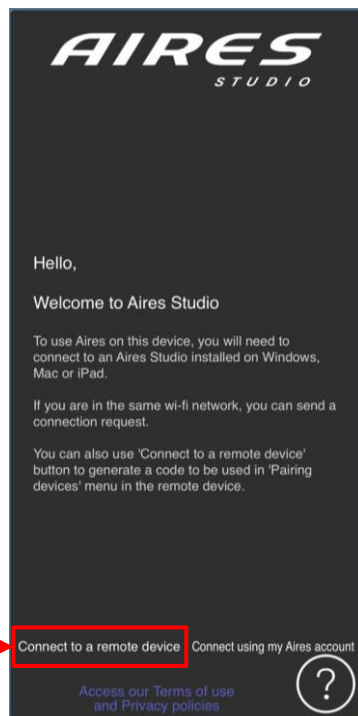 AIRES
STUDIO
Hello,
Welcome to Aires Studio
To use Aires on this device, you will need to
connect to an Aires Studio installed on Windows,
Mac or iPad.
If you are in the same wi-fi network, you can send a
connection request.
You can also use 'Connect to a remote device'
button to generate a code to be used in 'Pairing
devices' menu in the remote device.
Connect to a remote device Connect using my Aires account
Access our Terms of use
and Privacy policies
?